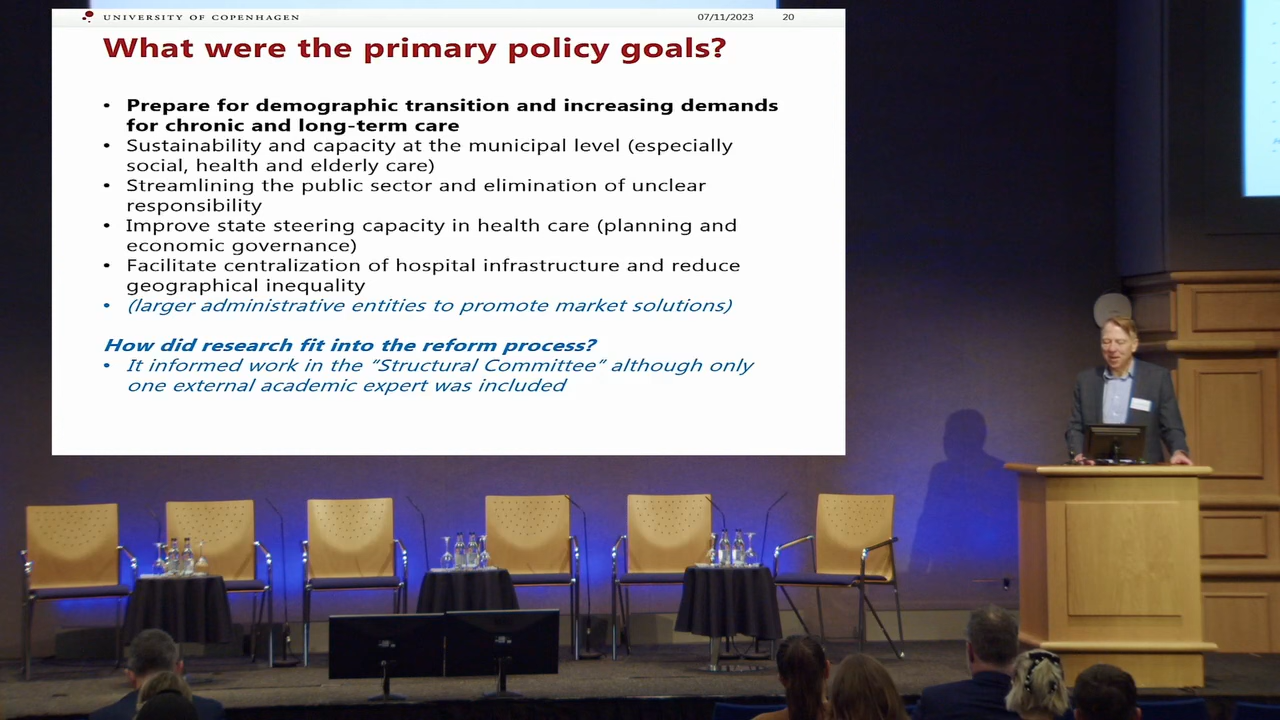 UNIVERSITY OF COPENHAGEN 07/11/2023 20
What were the primary policy goals?
• Prepare for demographic transition and increasing demands
for chronic and long-term care
• Sustainability and capacity at the municipal level (especially
social, health and elderly care)
• Streamlining the public sector and elimination of unclear
responsibility
• Improve state steering capacity in health care (planning and
economic governance)
• Facilitate centralization of hospital infrastructure and reduce
geographical inequality
• (larger administrative entities to promote market solutions)
How did research fit into the reform process?
• It informed work in the “Structural Committee” although only
one external academic expert was included